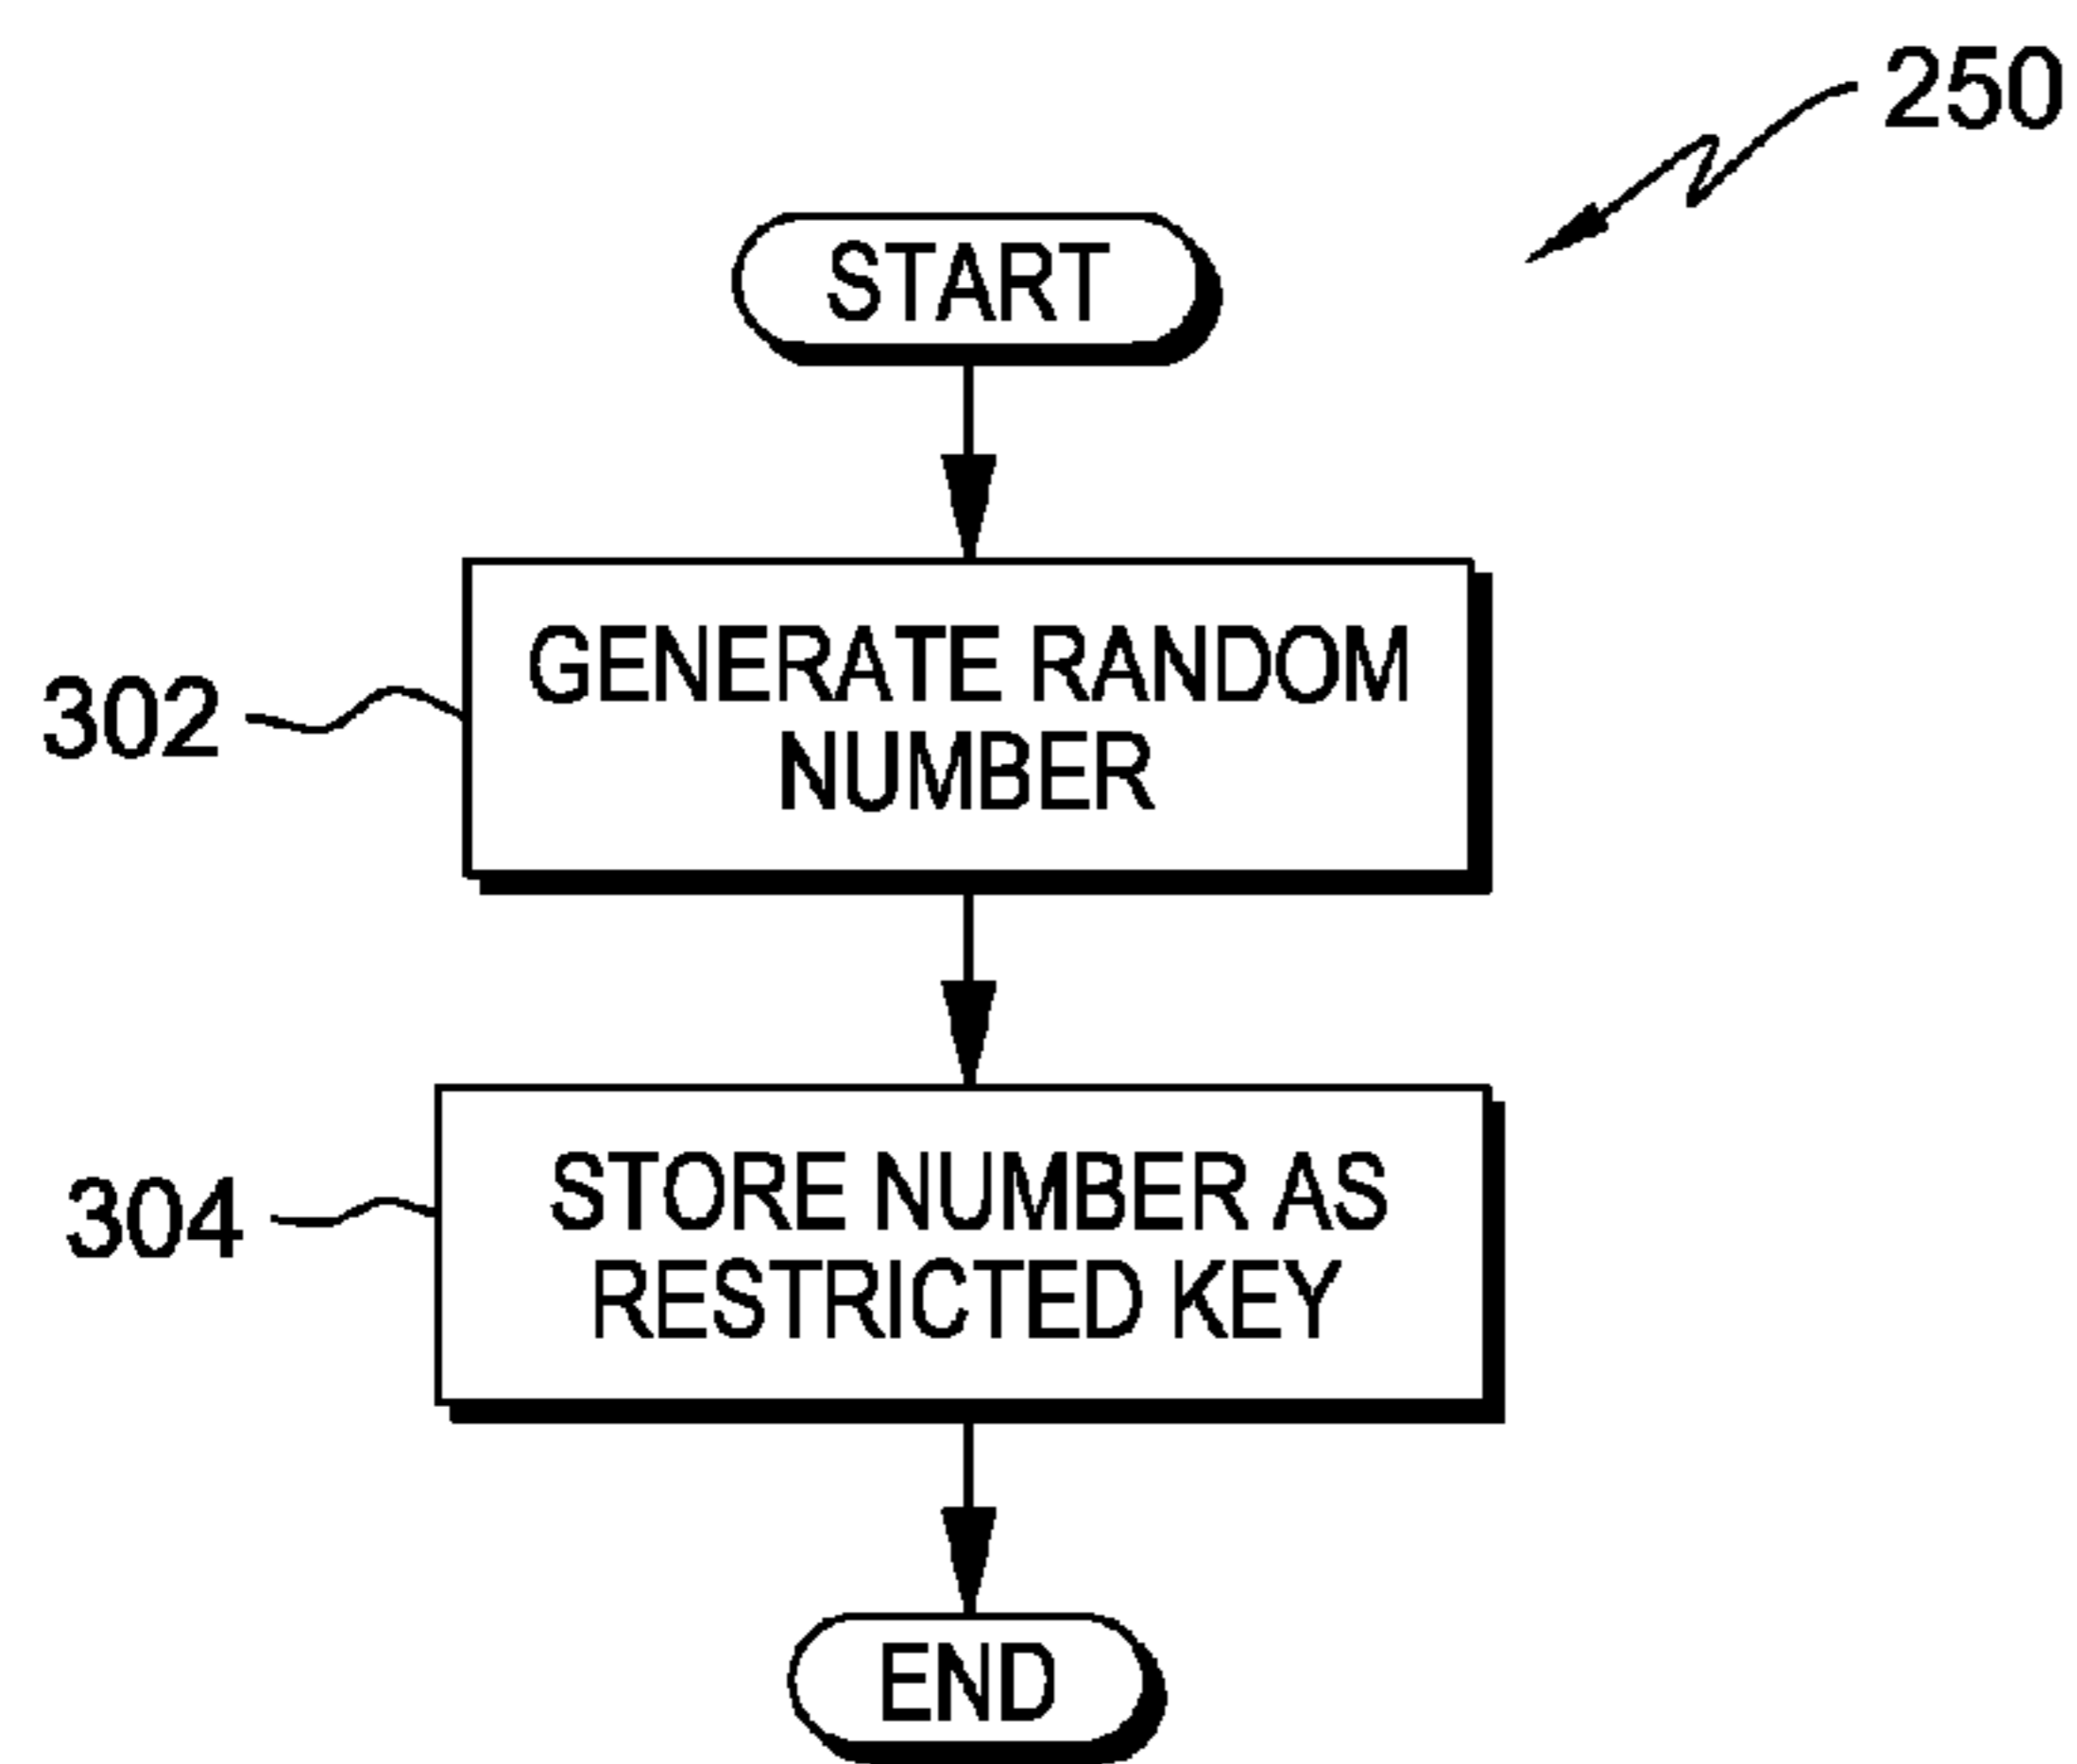 250
START
302
GENERATE RANDOM
NUMBER
304
STORE NUMBER AS
RESTRICTED KEY
END